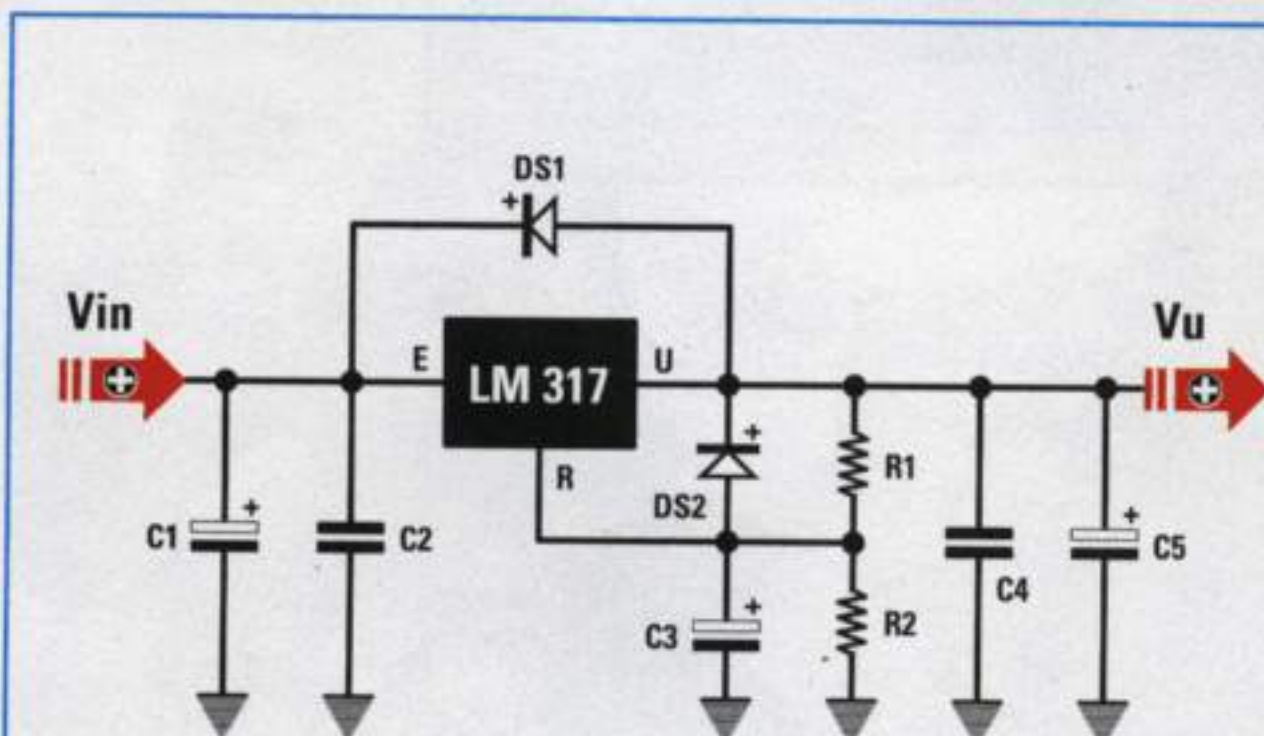 DS1
+
Vin
Vu
E
LM 317
U
+
+
+
R
R1
DS2
+
C1
C2
+
C4
C5
C3
+
R2